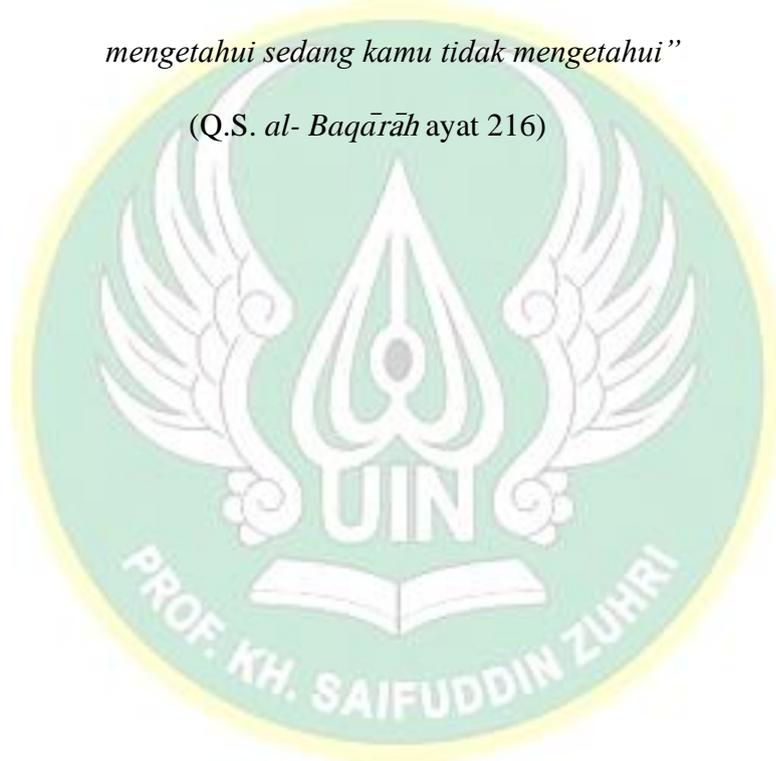 mengetahui sedang kamu tidak mengetahui”
(Q.S. al- Baqārāh ayat 216)
UIN
PROF. KH. SAIFUDDIN ZUHRI